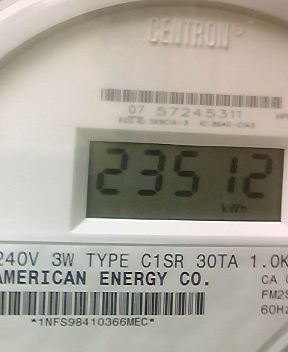 CENTRON®
07 57245311
23512
kWh
240V 3W TYPE C1SR 30TA 1.0K
AMERICAN ENERGY CO.
CA
FM2S
60Hz
*1NFS98410366MEC*